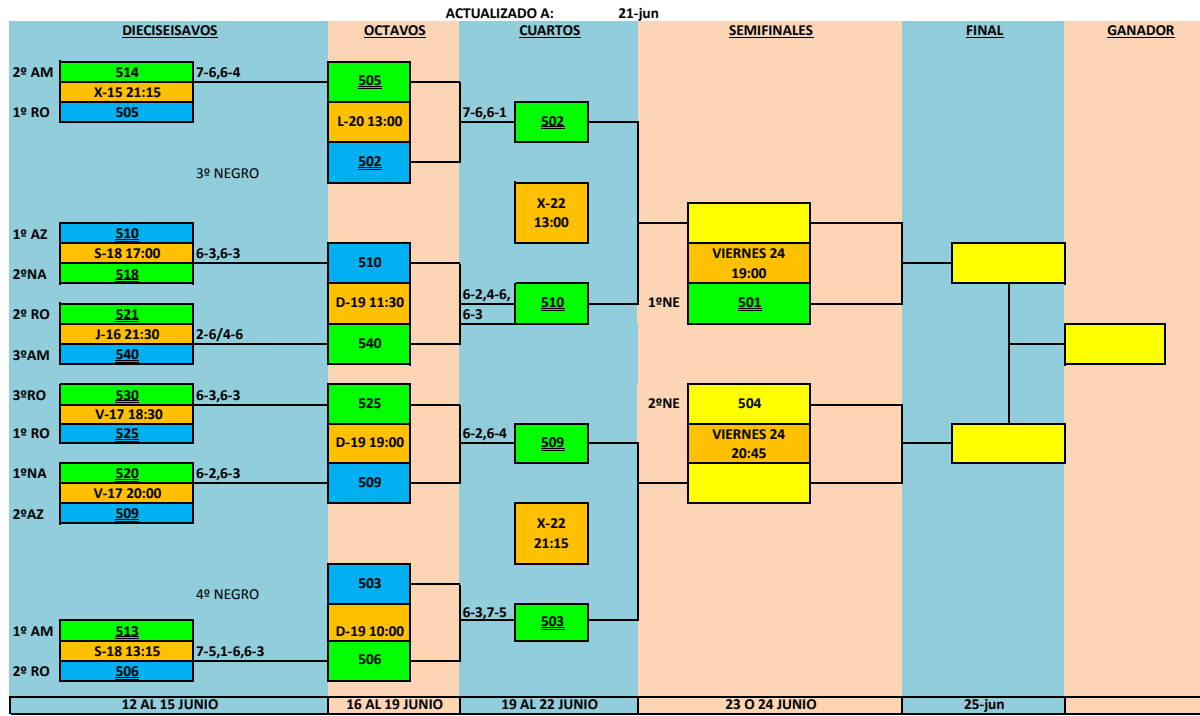 ACTUALIZADO A: 21-jun
DIECISEISAVOS OCTAVOS CUARTOS SEMIFINALES FINAL GANADOR
2º AM 514 7-6,6-4
X-15 21:15
1º RO 505
505
L-20 13:00
502
7-6,6-1 502
3º NEGRO
X-22
13:00
1º AZ 510
S-18 17:00 6-3,6-3
2ºNA 518
510
D-19 11:30
540
6-2,4-6,
6-3
510
2º RO 521
J-16 21:30 2-6/4-6
3ºAM 540
VIERNES 24
19:00
1ºNE 501
3ºRO 530 6-3,6-3
V-17 18:30
1º RO 525
525
D-19 19:00
509
6-2,6-4 509
1ºNA 520 6-2,6-3
V-17 20:00
2ºAZ 509
2ºNE 504
VIERNES 24
20:45
X-22
21:15
4º NEGRO
503
D-19 10:00
506
6-3,7-5 503
1º AM 513
S-18 13:15 7-5,1-6,6-3
2º RO 506
12 AL 15 JUNIO 16 AL 19 JUNIO 19 AL 22 JUNIO 23 O 24 JUNIO 25-jun